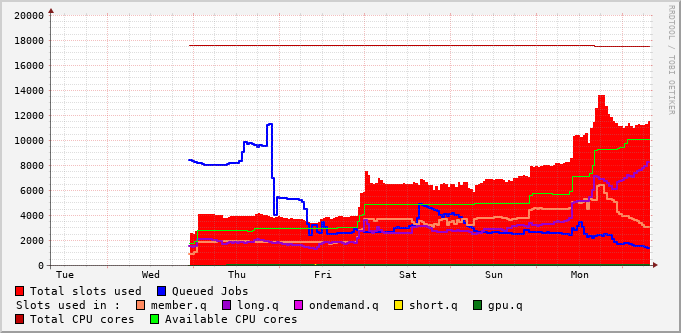 20000
18000
16000
14000
12000
10000
8000
6000
4000
2000
0
Tue Wed Thu Fri Sat Sun Mon
RRDTOOL / TOBI OETIKER
Total slots used Queued Jobs
Slots used in : member.q long.q ondemand.q short.q gpu.q
Total CPU cores Available CPU cores